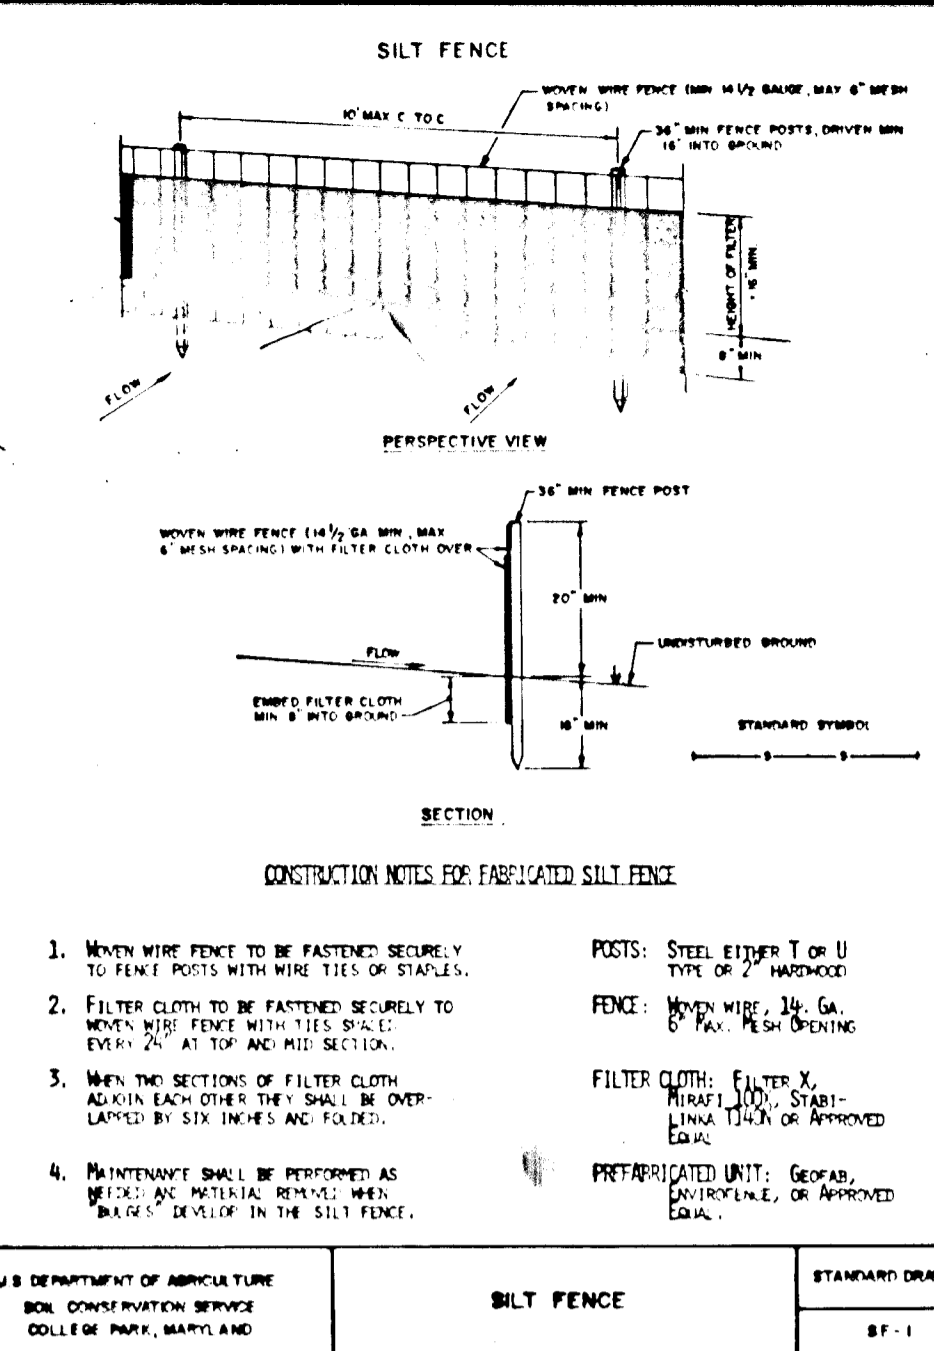 SILT FENCE
WOVEN WIRE FENCE (MIN 14 1/2 GAUGE, MAX 6" MESH
SPACING)
10' MAX C TO C
36" MIN FENCE POSTS, DRIVEN MIN
16" INTO GROUND
HEIGHT OF FILTER
= 16" MIN
8" MIN
FLOW
FLOW
PERSPECTIVE VIEW
36" MIN FENCE POST
WOVEN WIRE FENCE (14 1/2 GA MIN, MAX
6" MESH SPACING) WITH FILTER CLOTH OVER
20" MIN
FLOW
UNDISTURBED GROUND
EMBED FILTER CLOTH
MIN 8" INTO GROUND
16" MIN
STANDARD SYMBOL
S S
SECTION
CONSTRUCTION NOTES FOR FABRICATED SILT FENCE
1. WOVEN WIRE FENCE TO BE FASTENED SECURELY
TO FENCE POSTS WITH WIRE TIES OR STAPLES.
2. FILTER CLOTH TO BE FASTENED SECURELY TO
WOVEN WIRE FENCE WITH TIES SPACED
EVERY 24" AT TOP AND MID SECTION.
3. WHEN TWO SECTIONS OF FILTER CLOTH
ADJOIN EACH OTHER THEY SHALL BE OVER-
LAPPED BY SIX INCHES AND FOLDED.
4. MAINTENANCE SHALL BE PERFORMED AS
NEEDED AND MATERIAL REMOVED WHEN
"BULGES" DEVELOP IN THE SILT FENCE.
POSTS: STEEL EITHER T OR U
TYPE OR 2" HARDWOOD
FENCE: WOVEN WIRE, 14. GA.
6" MAX. MESH OPENING
FILTER CLOTH: FILTER X,
MIRAFI 100X, STABI-
LINKA T140N OR APPROVED
EQUAL
PREFABRICATED UNIT: GEOFAB,
ENVIROFENCE, OR APPROVED
EQUAL.
U.S DEPARTMENT OF AGRICULTURE
SOIL CONSERVATION SERVICE
COLLEGE PARK, MARYLAND
SILT FENCE
STANDARD DRA
SF - 1